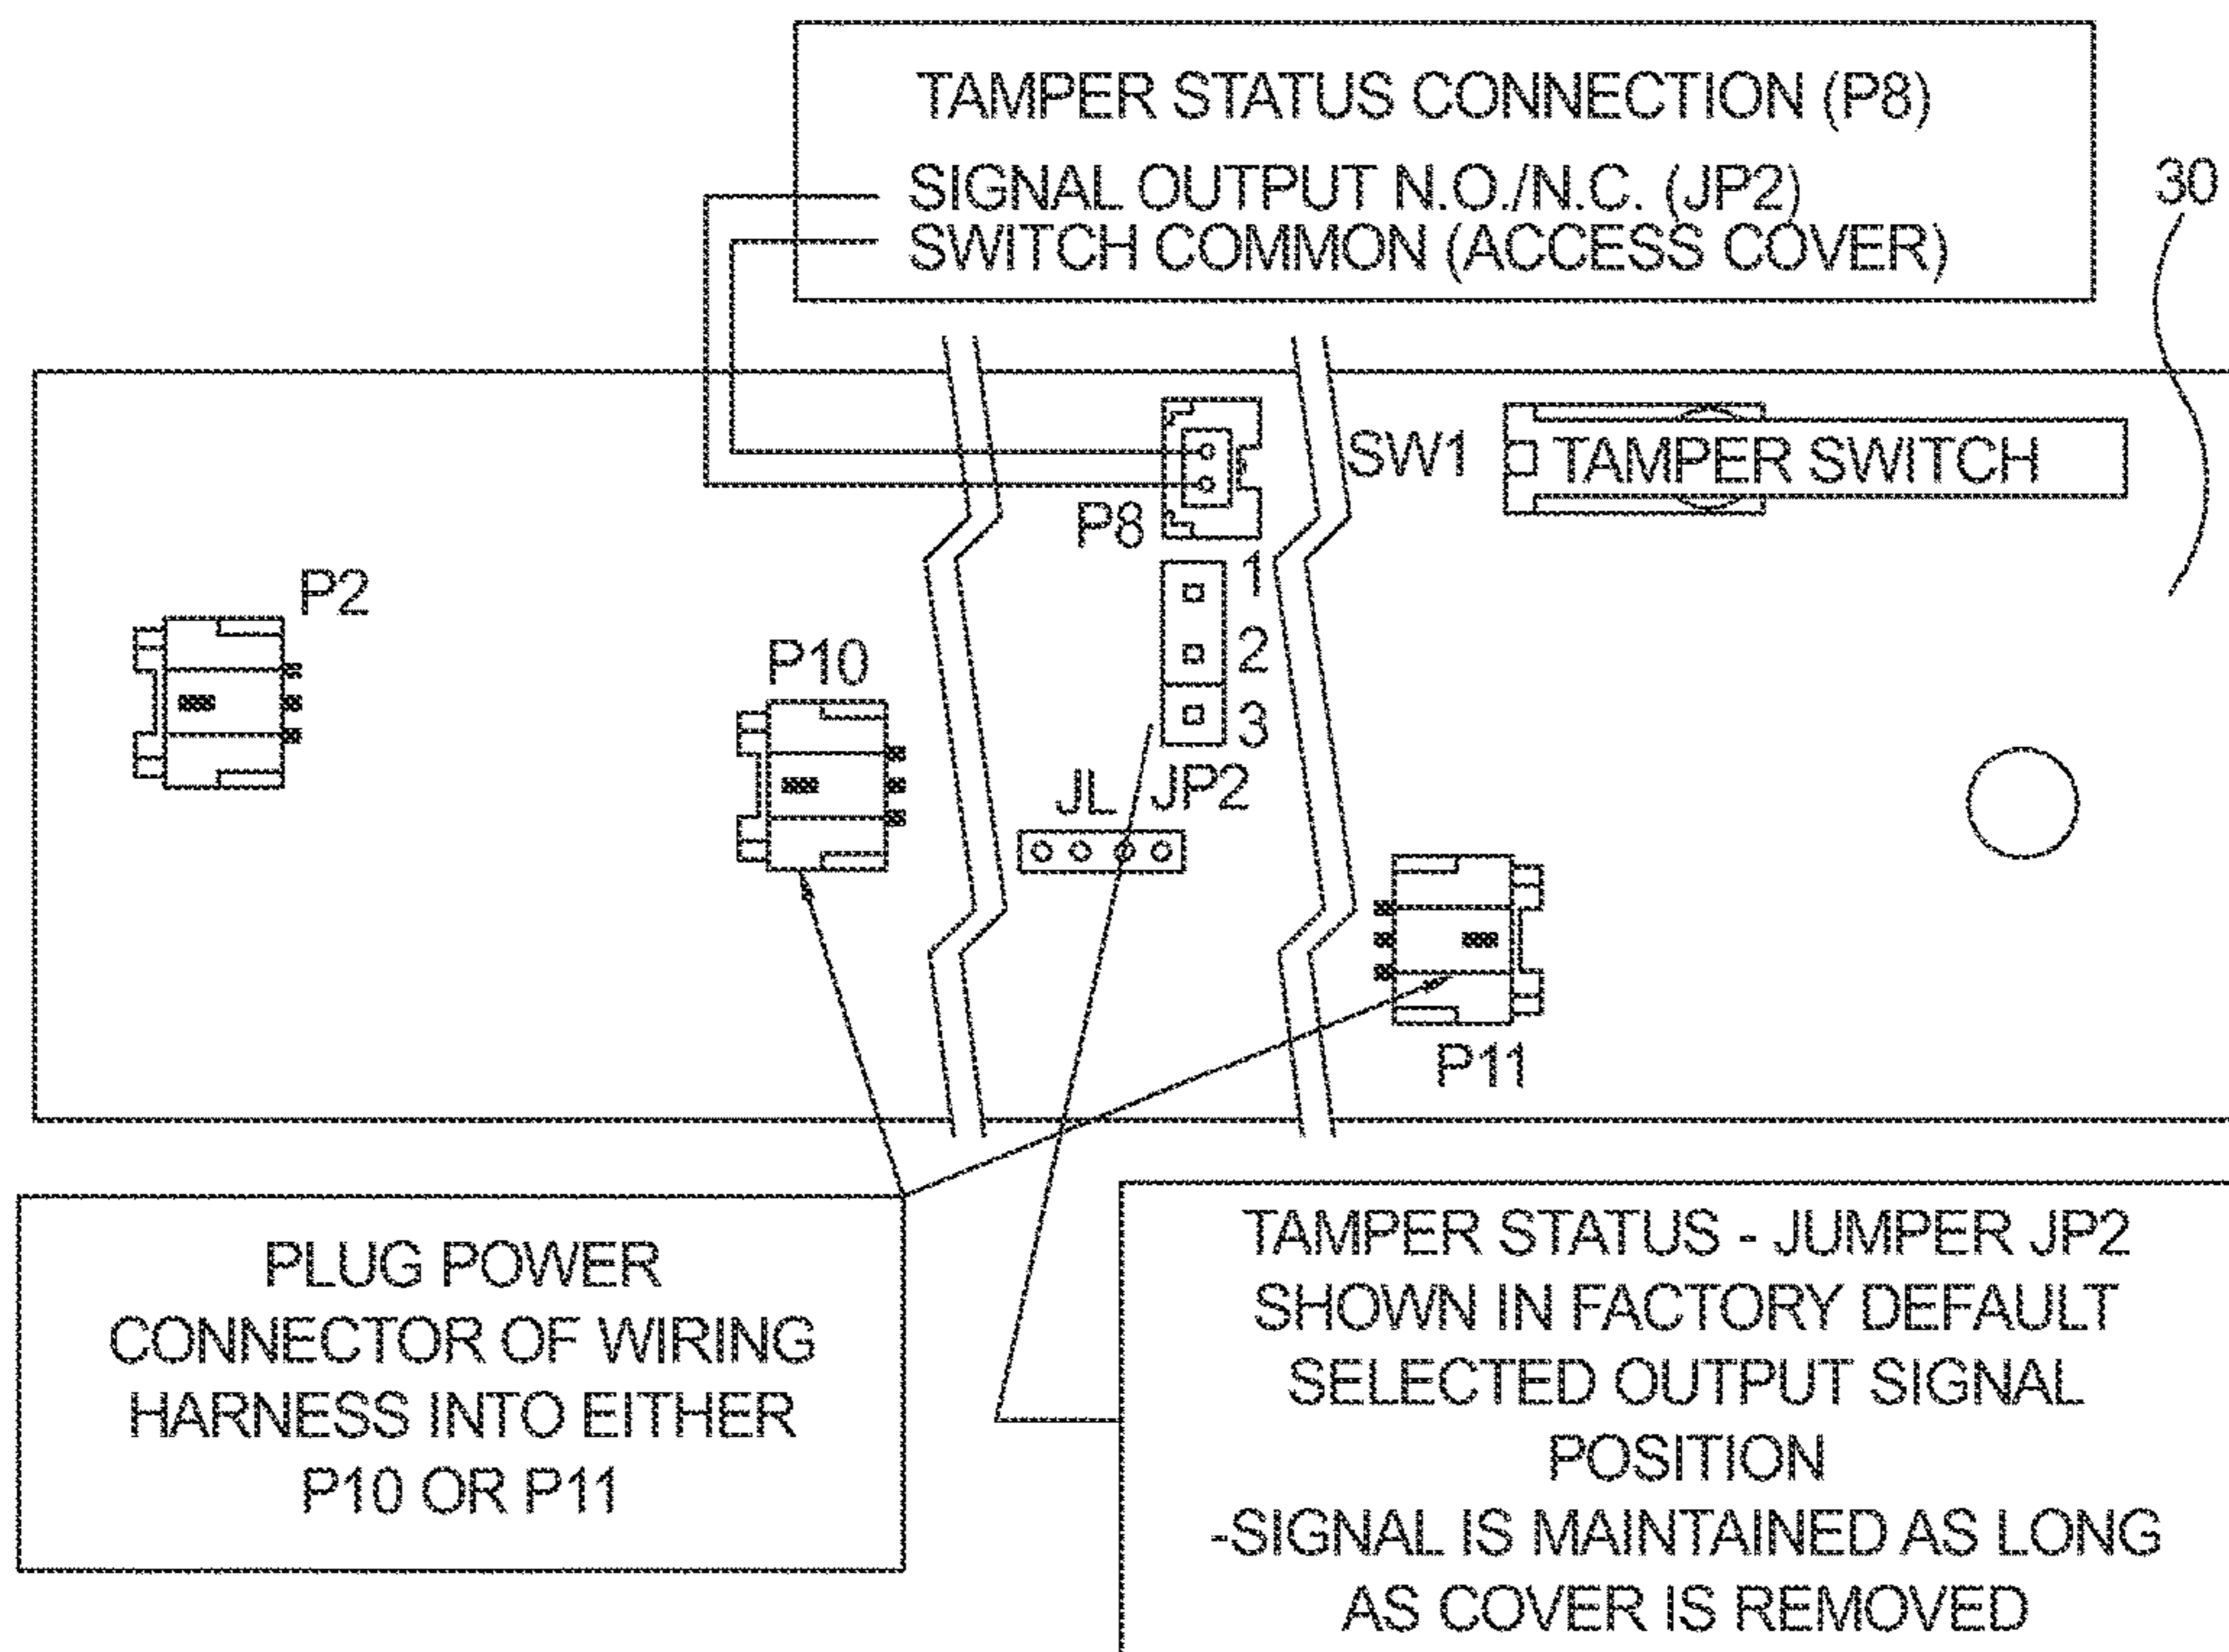 TAMPER STATUS CONNECTION (P8)
SIGNAL OUTPUT N.O./N.C. (JP2)
SWITCH COMMON (ACCESS COVER)
30
SW1
TAMPER SWITCH
P8
1
2
3
P2
P10
JL
JP2
P11
PLUG POWER
CONNECTOR OF WIRING
HARNESS INTO EITHER
P10 OR P11
TAMPER STATUS - JUMPER JP2
SHOWN IN FACTORY DEFAULT
SELECTED OUTPUT SIGNAL
POSITION
-SIGNAL IS MAINTAINED AS LONG
AS COVER IS REMOVED